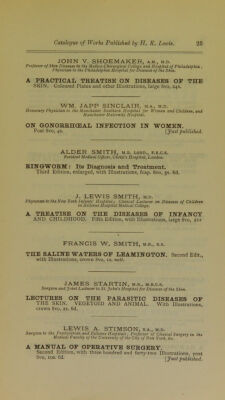 Catalogue of Works Published by H. K. Lewis. 25
JOHN V. SHOEMAKER, A.M., M.D.
Professor of Skin Diseases in the Medico-Chirurgical College and Hospital of Philadelphia;
Physician to the Philadelphia Hospital for Diseases of the Skin.
A PRACTICAL TREATISE ON DISEASES OF THE
SKIN. Coloured Plates and other Illustrations, large 8vo, 24s.
WM. JAPP SINCLAIR, M.A., M.D.
Honorary Physician to the Manchester Southern Hospital for Women and Children, and
Manchester Maternity Hospital.
ON GONORRHŒAL INFECTION IN WOMEN.
Post 8vo, 4s. [Just published.
ALDER SMITH, M.B. LOND., F.R.C.S.
Resident Medical Officer, Christ's Hospital, London.
RINGWORM: Its Diagnosis and Treatment.
Third Edition, enlarged, with Illustrations, fcap. 8vo, 5s. 6d.
J. LEWIS SMITH, M.D.
Physician to the New York Infants' Hospital; Clinical Lecturer on Diseases of Children
in Bellevue Hospital Medical College.
A TREATISE ON THE DISEASES OF INFANCY
AND CHILDHOOD. Fifth Edition, with Illustrations, large 8vo, 21s
FRANCIS W. SMITH, M.B., B.S.
THE SALINE WATERS OF LEAMINGTON. Second Edit.,
with Illustrations, crown 8vo, 1s. nett.
JAMES STARTIN, M.B., M.R.C.S.
Surgeon and Joint Lecturer to St. John's Hospital for Diseases of the Skin.
LECTURES ON THE PARASITIC DISEASES OF
THE SKIN. VEGETOID AND ANIMAL. With Illustrations,
crown 8vo, 2s. 6d.
LEWIS A. STIMSON, B.A., M.D.
Surgeon to the Presbyterian and Bellevue Hospitals; Professor of Clinical Surgery in the
Medical Faculty of the University of the City of New York, &c.
A MANUAL OF OPERATIVE SURGERY.
Second Edition, with three hundred and forty-two Illustrations, post
8vo, 10s. 6d. [Just published.